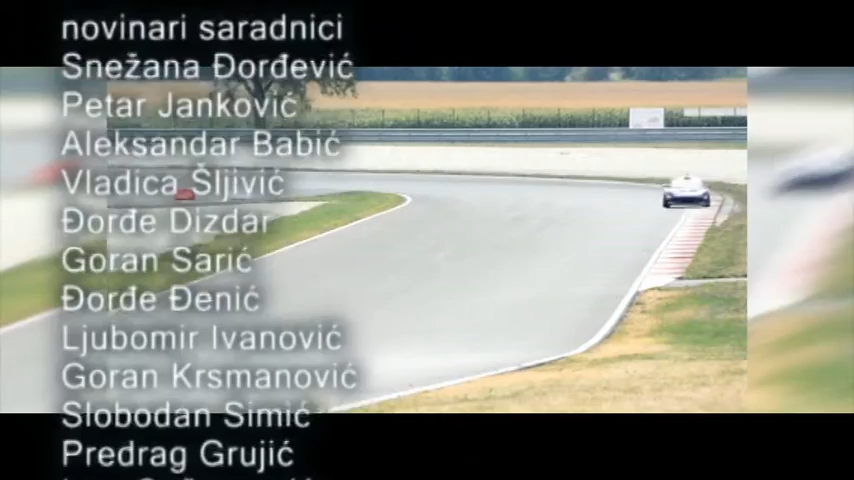 novinari saradnici
Snežana Đorđević
Petar Janković
Aleksandar Babić
Vladica Šljivić
Đorđe Dizdar
Goran Sarić
Đorđe Đenić
Ljubomir Ivanović
Goran Krsmanović
Slobodan Simić
Predrag Grujić